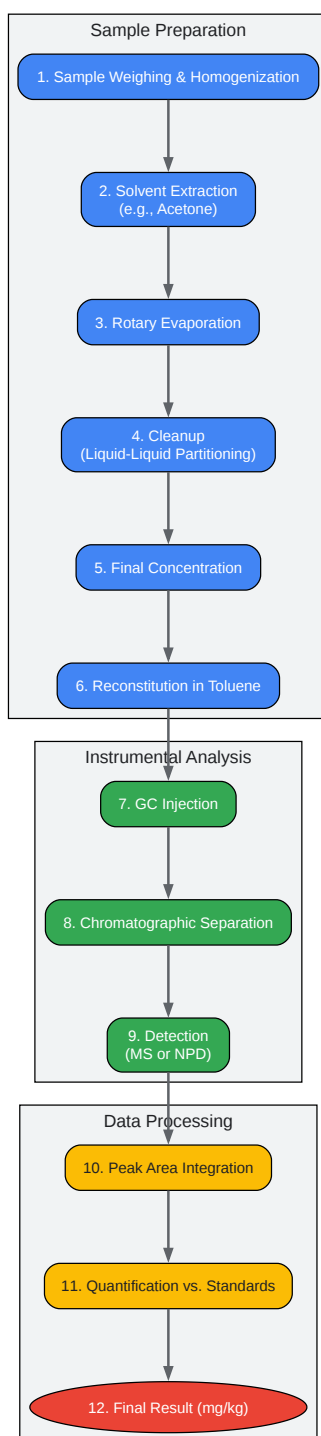 Sample Preparation
1. Sample Weighing & Homogenization
2. Solvent Extraction
(e.g., Acetone)
3. Rotary Evaporation
4. Cleanup
(Liquid-Liquid Partitioning)
5. Final Concentration
6. Reconstitution in Toluene
Instrumental Analysis
7. GC Injection
8. Chromatographic Separation
9. Detection
(MS or NPD)
Data Processing
10. Peak Area Integration
11. Quantification vs. Standards
12. Final Result (mg/kg)